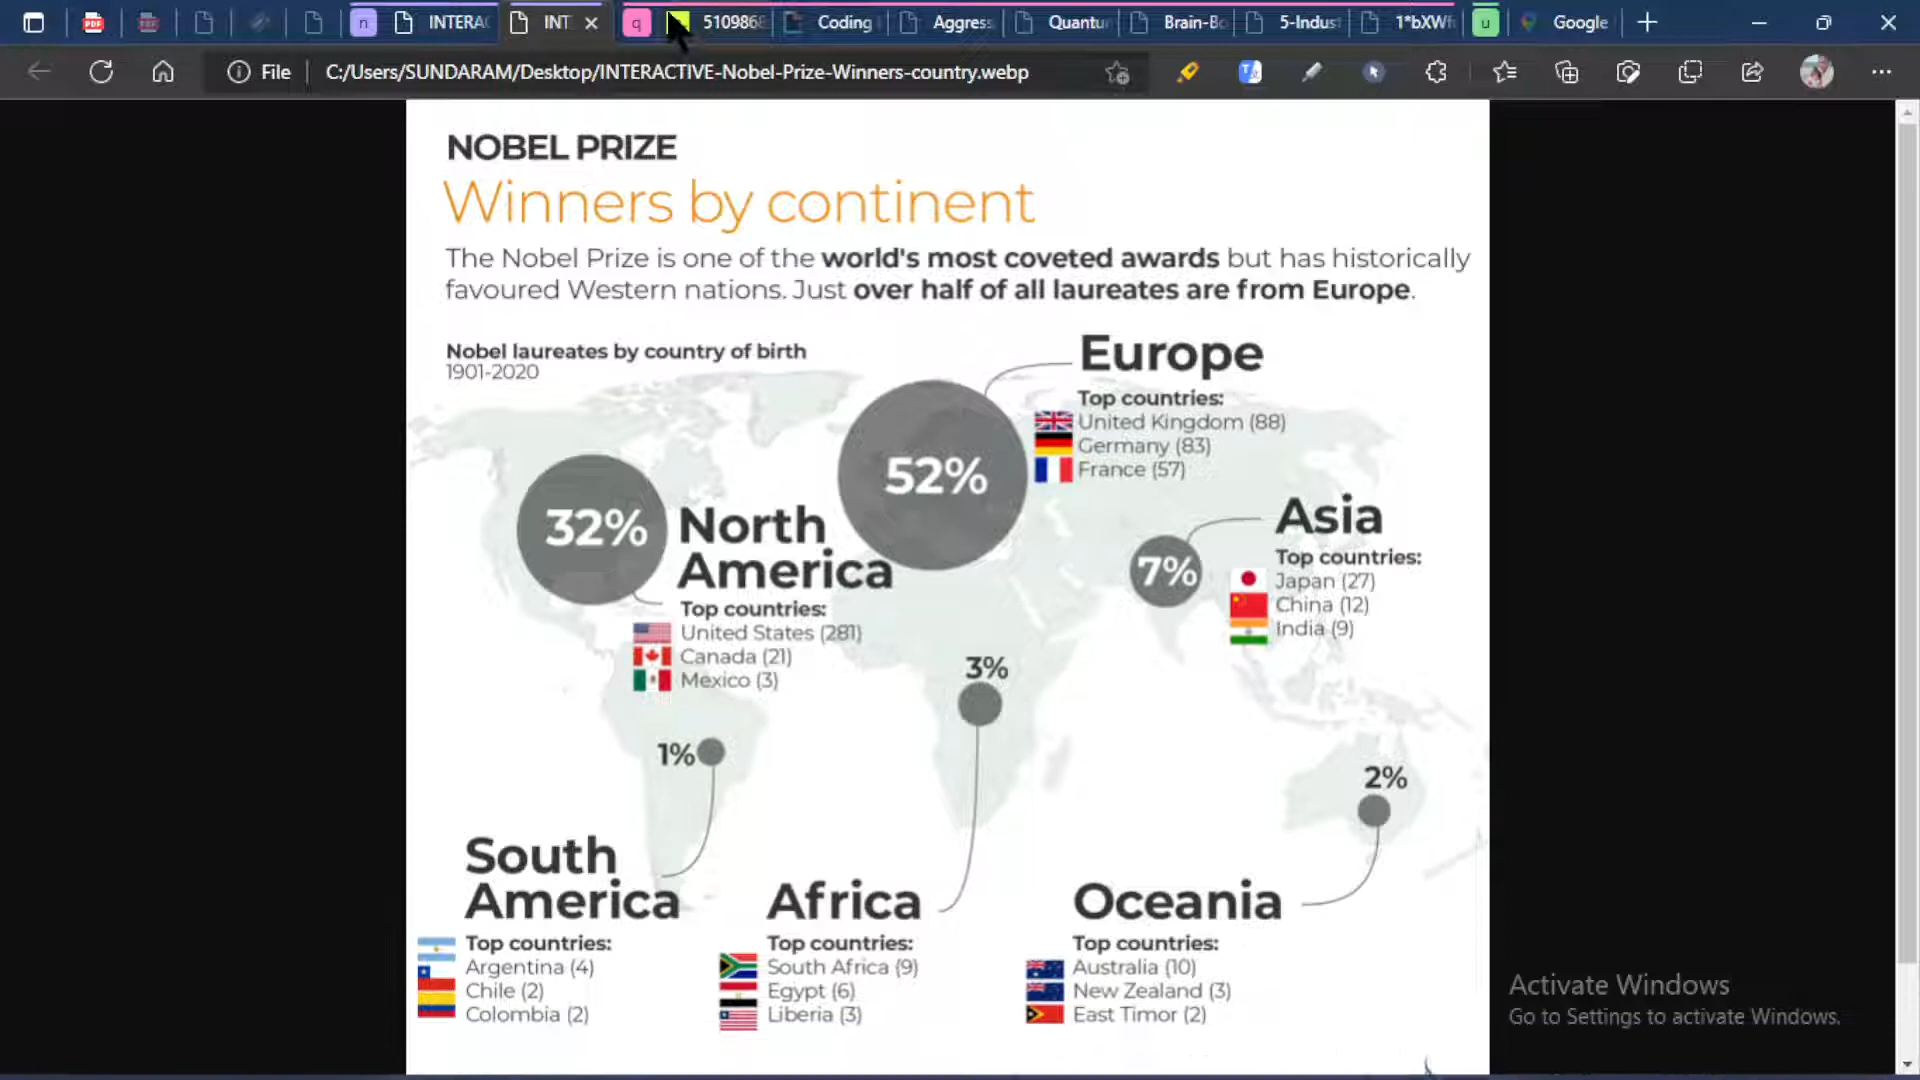 n
INTERAC
INT
q
5109868
Coding
Aggress
Quantu
Brain-Bo
5-Indust
1*bXWf
u
Google
File
C:/Users/SUNDARAM/Desktop/INTERACTIVE-Nobel-Prize-Winners-country.webp
NOBEL PRIZE
Winners by continent
The Nobel Prize is one of the world's most coveted awards but has historically
favoured Western nations. Just over half of all laureates are from Europe.
Nobel laureates by country of birth
1901-2020
Europe
Top countries:
United Kingdom (88)
Germany (83)
France (57)
52%
32%
North
America
Top countries:
United States (281)
Canada (21)
Mexico (3)
Asia
7%
Top countries:
Japan (27)
China (12)
India (9)
3%
1%
2%
South
America
Top countries:
Argentina (4)
Chile (2)
Colombia (2)
Africa
Top countries:
South Africa (9)
Egypt (6)
Liberia (3)
Oceania
Top countries:
Australia (10)
New Zealand (3)
East Timor (2)
Activate Windows
Go to Settings to activate Windows.